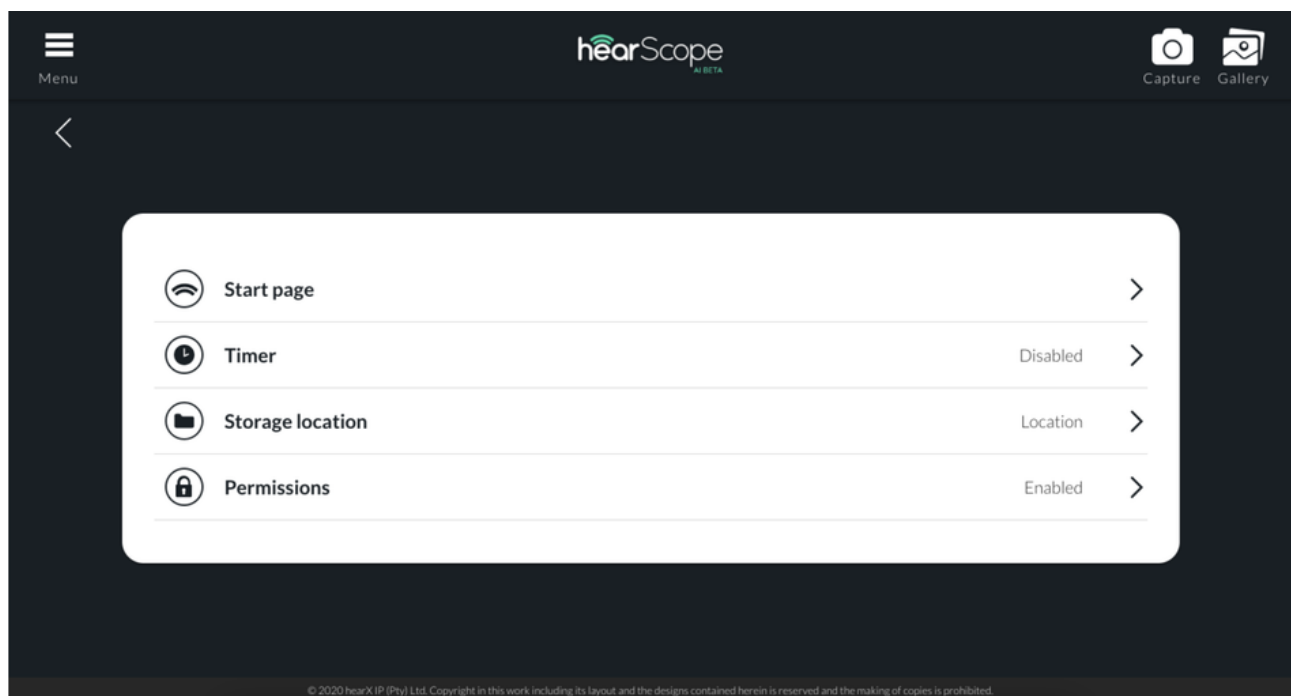 hearScope
AI BETA
Menu
Capture
Gallery
Start page
Timer
Disabled
Storage location
Location
Permissions
Enabled
© 2020 hearX IP (Pty) Ltd. Copyright in this work including its layout and the designs contained herein is reserved and the making of copies is prohibited.